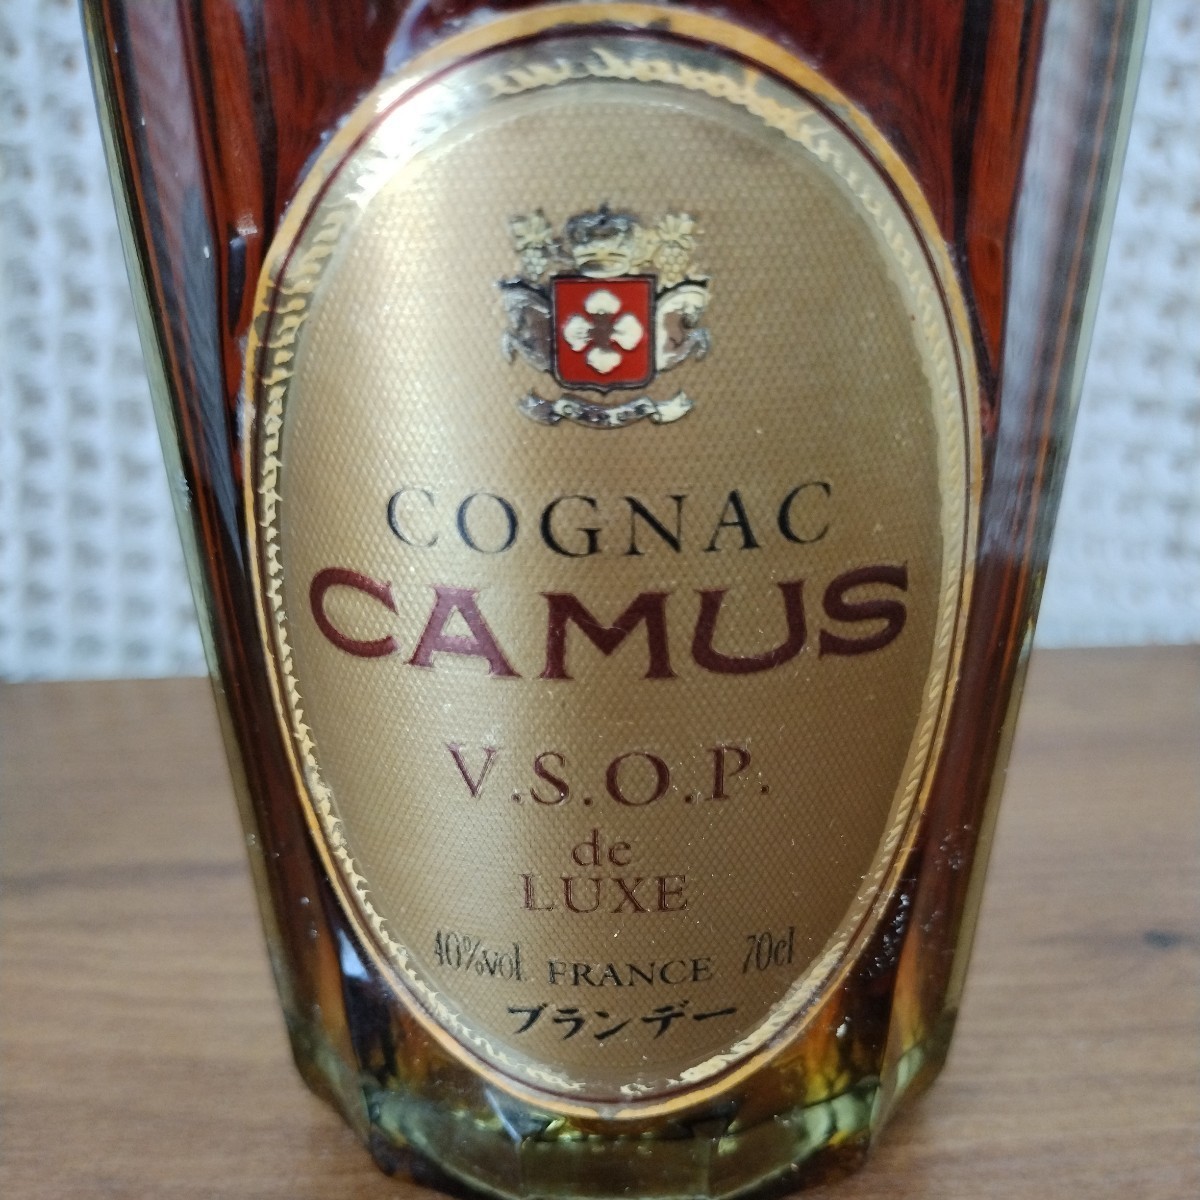 COGNAC
CAMUS
V.S.O.P.
de
LUXE
40%vol FRANCE 70cl
ブランデー